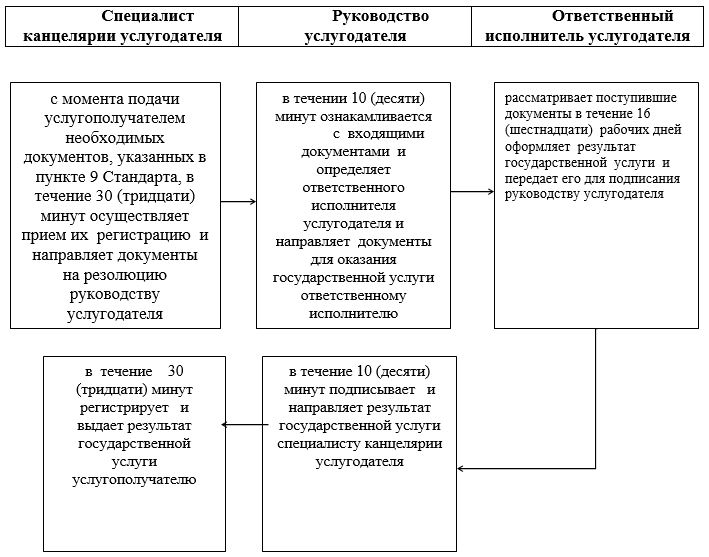 Специалист
канцелярии услугодателя
Руководство
услугодателя
Ответственный
исполнитель услугодателя
с момента подачи
услугополучателем
необходимых
документов, указанных в
пункте 9 Стандарта, в
течение 30 (тридцати)
минут осуществляет
прием их регистрацию и
направляет документы
на резолюцию
руководству
услугодателя
в течении 10 (десяти)
минут ознакамливается
с входящими
документами и
определяет
ответственного
исполнителя
услугодателя и
направляет документы
для оказания
государственной услуги
ответственному
исполнителю
рассматривает поступившие
документы в течение 16
(шестнадцати) рабочих дней
оформляет результат
государственной услуги и
передает его для подписания
руководству услугодателя
в течение 30
(тридцати) минут
регистрирует и
выдает результат
государственной
услуги
услугополучателю
в течение 10 (десяти)
минут подписывает и
направляет результат
государственной услуги
специалисту канцелярии
услугодателя